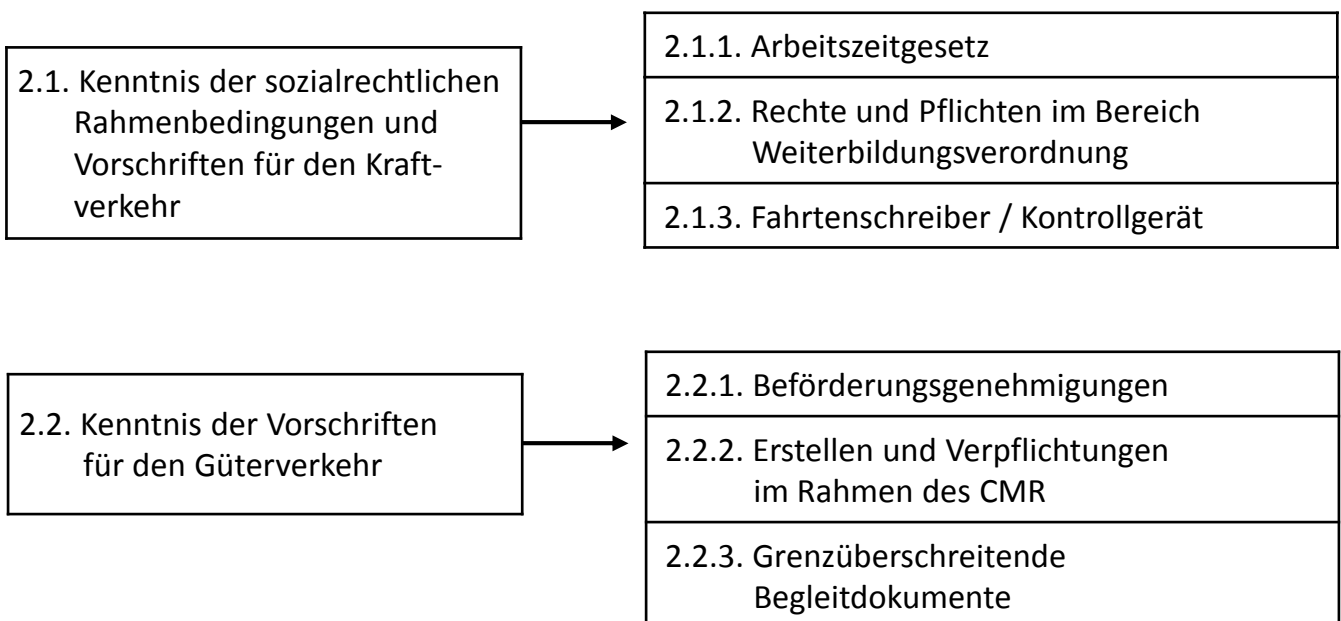 2.1. Kenntnis der sozialrechtlichen
Rahmenbedingungen und
Vorschriften für den Kraft-
verkehr
2.1.1. Arbeitszeitgesetz
2.1.2. Rechte und Pflichten im Bereich
Weiterbildungsverordnung
2.1.3. Fahrtenschreiber / Kontrollgerät
2.2. Kenntnis der Vorschriften
für den Güterverkehr
2.2.1. Beförderungsgenehmigungen
2.2.2. Erstellen und Verpflichtungen
im Rahmen des CMR
2.2.3. Grenzüberschreitende
Begleitdokumente